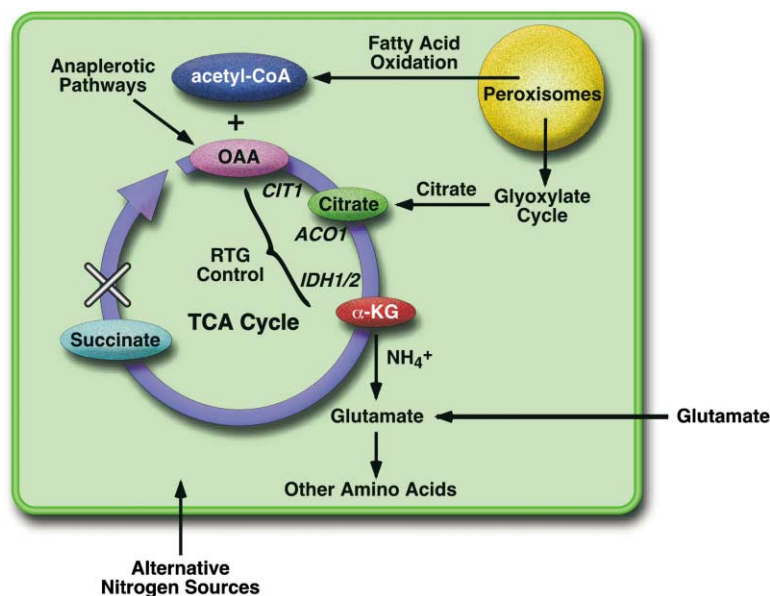 Anaplerotic
Pathways
acetyl-CoA
Fatty Acid
Oxidation
Peroxisomes
+
OAA
CIT1
Citrate
Citrate
Glyoxylate
Cycle
ACO1
RTG
Control
IDH1/2
TCA Cycle
α-KG
Succinate
NH₄⁺
Glutamate
Glutamate
Other Amino Acids
Alternative
Nitrogen Sources